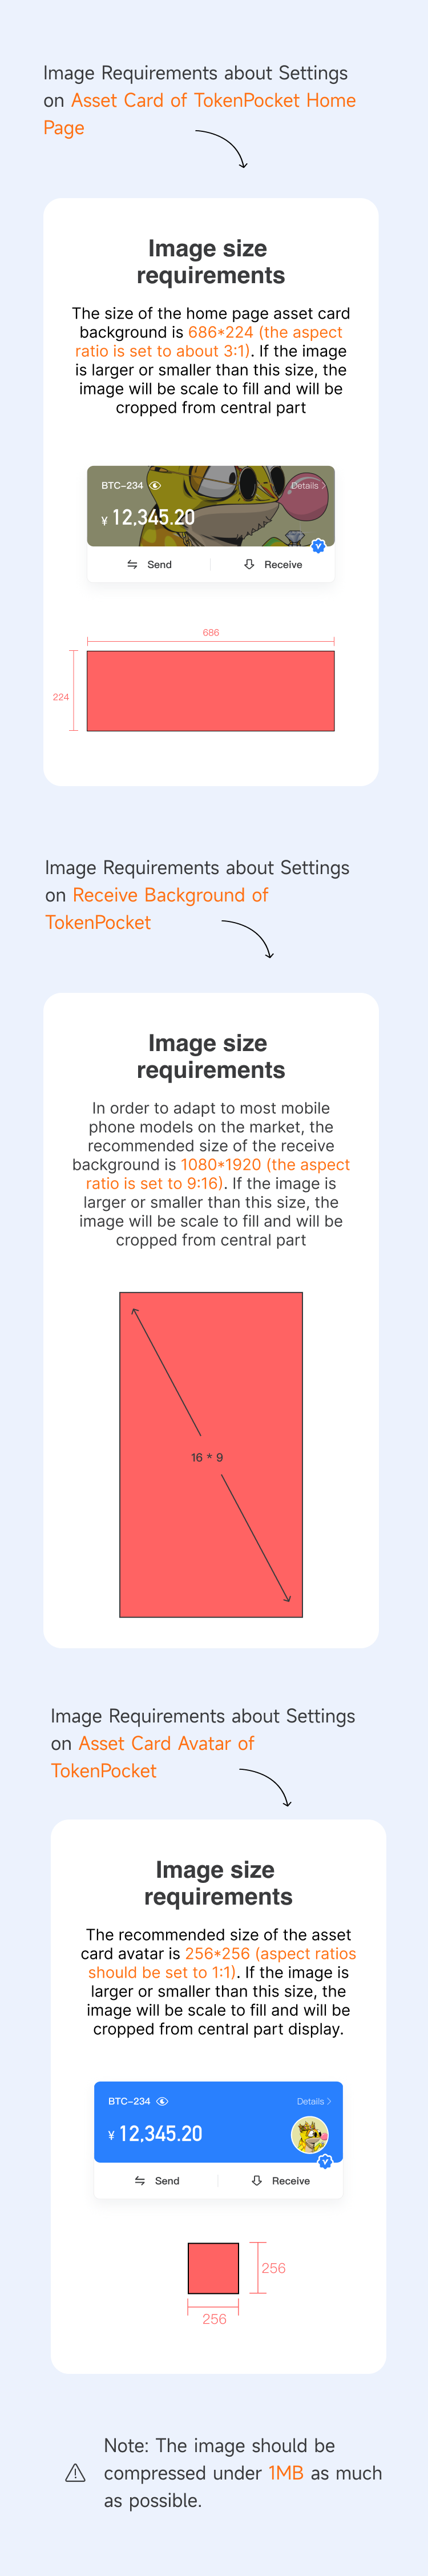 Image Requirements about Settings
on Asset Card of TokenPocket Home
Page
Image size
requirements
The size of the home page asset card
background is 686*224 (the aspect
ratio is set to about 3:1). If the image
is larger or smaller than this size, the
image will be scale to fill and will be
cropped from central part
BTC-234
Details
¥ 12,345.20
Send
Receive
686
224
Image Requirements about Settings
on Receive Background of
TokenPocket
Image size
requirements
In order to adapt to most mobile
phone models on the market, the
recommended size of the receive
background is 1080*1920 (the aspect
ratio is set to 9:16). If the image is
larger or smaller than this size, the
image will be scale to fill and will be
cropped from central part
16 * 9
Image Requirements about Settings
on Asset Card Avatar of
TokenPocket
Image size
requirements
The recommended size of the asset
card avatar is 256*256 (aspect ratios
should be set to 1:1). If the image is
larger or smaller than this size, the
image will be scale to fill and will be
cropped from central part display.
BTC-234
Details
¥ 12,345.20
Send
Receive
256
256
Note: The image should be
compressed under 1MB as much
as possible.